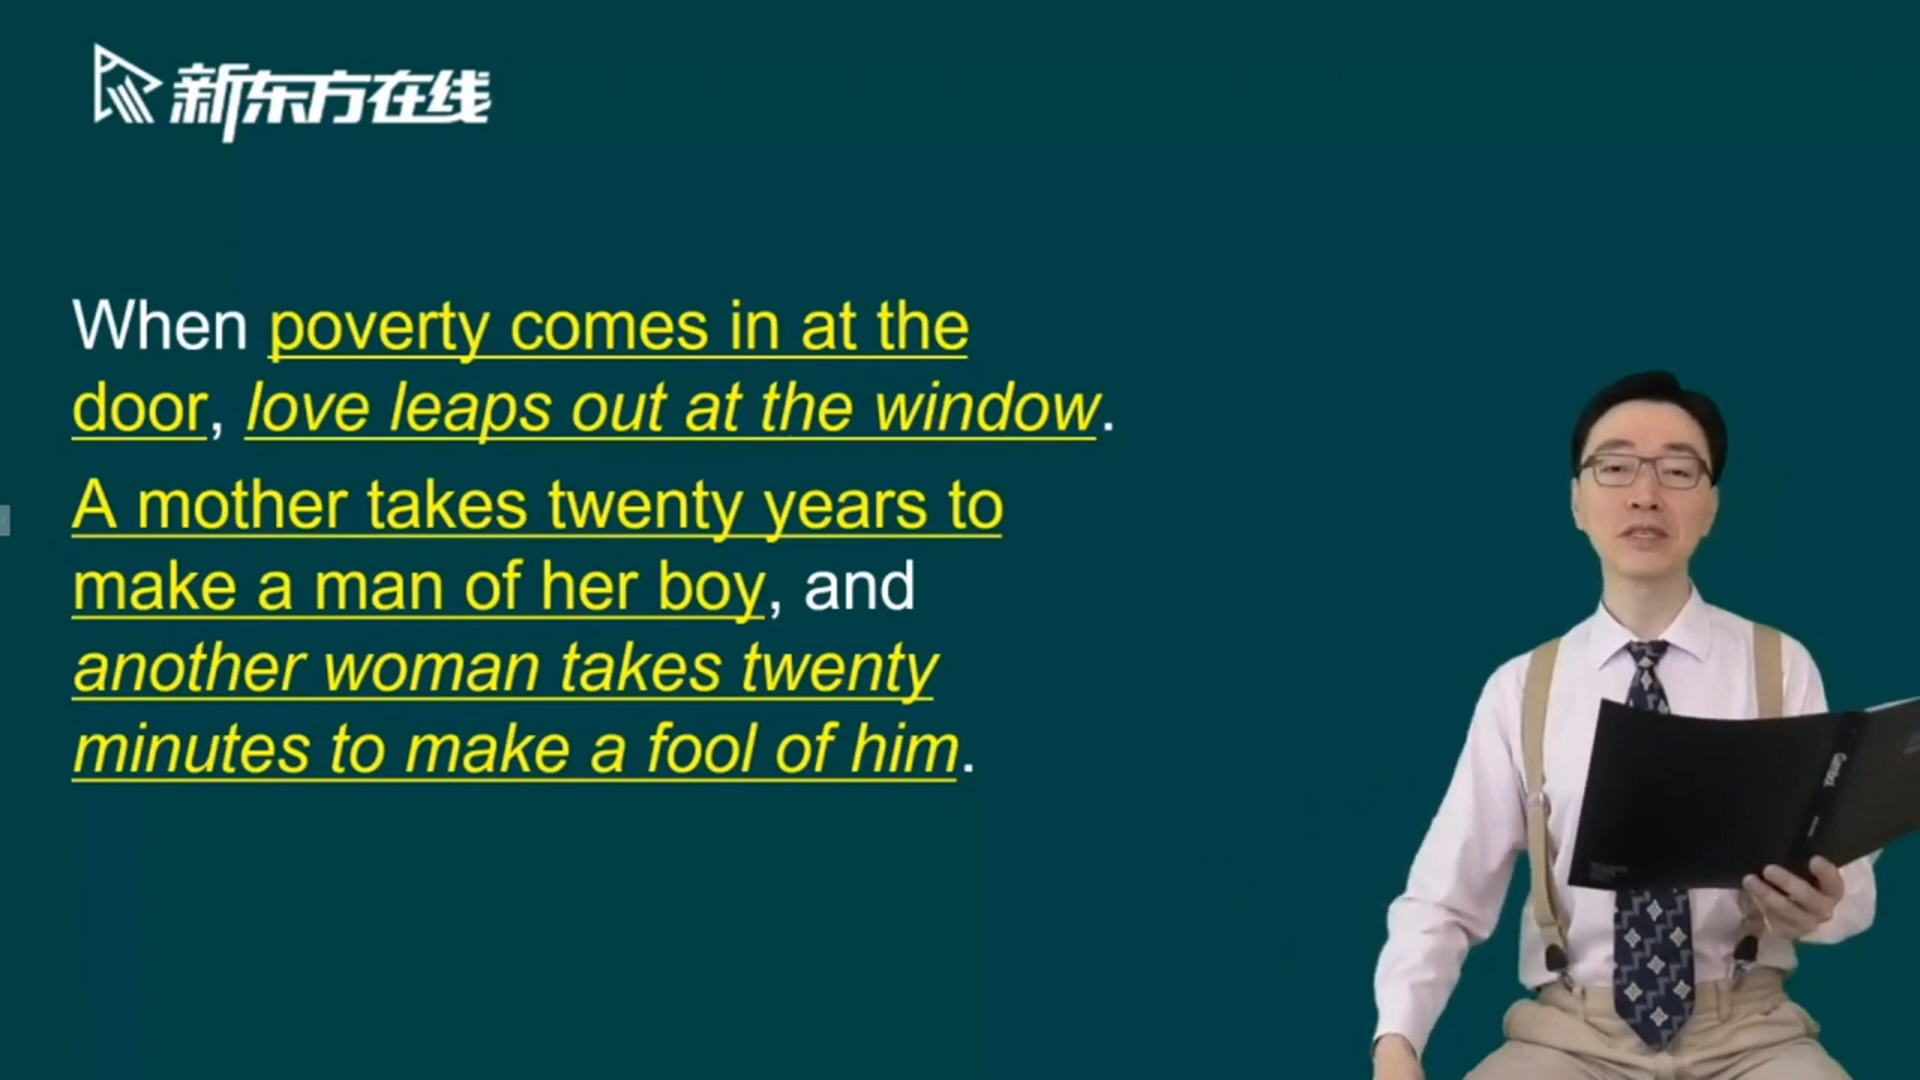 新东方在线
When poverty comes in at the
door, love leaps out at the window.
A mother takes twenty years to
make a man of her boy, and
another woman takes twenty
minutes to make a fool of him.